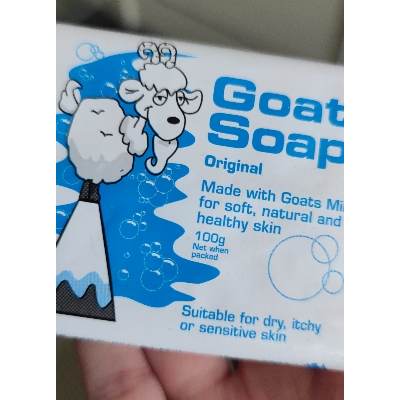 Goat
Soap
Original
Made with Goats Mi
for soft, natural and
healthy skin
100g
Net when
packed
Suitable for dry, itchy
or sensitive skin